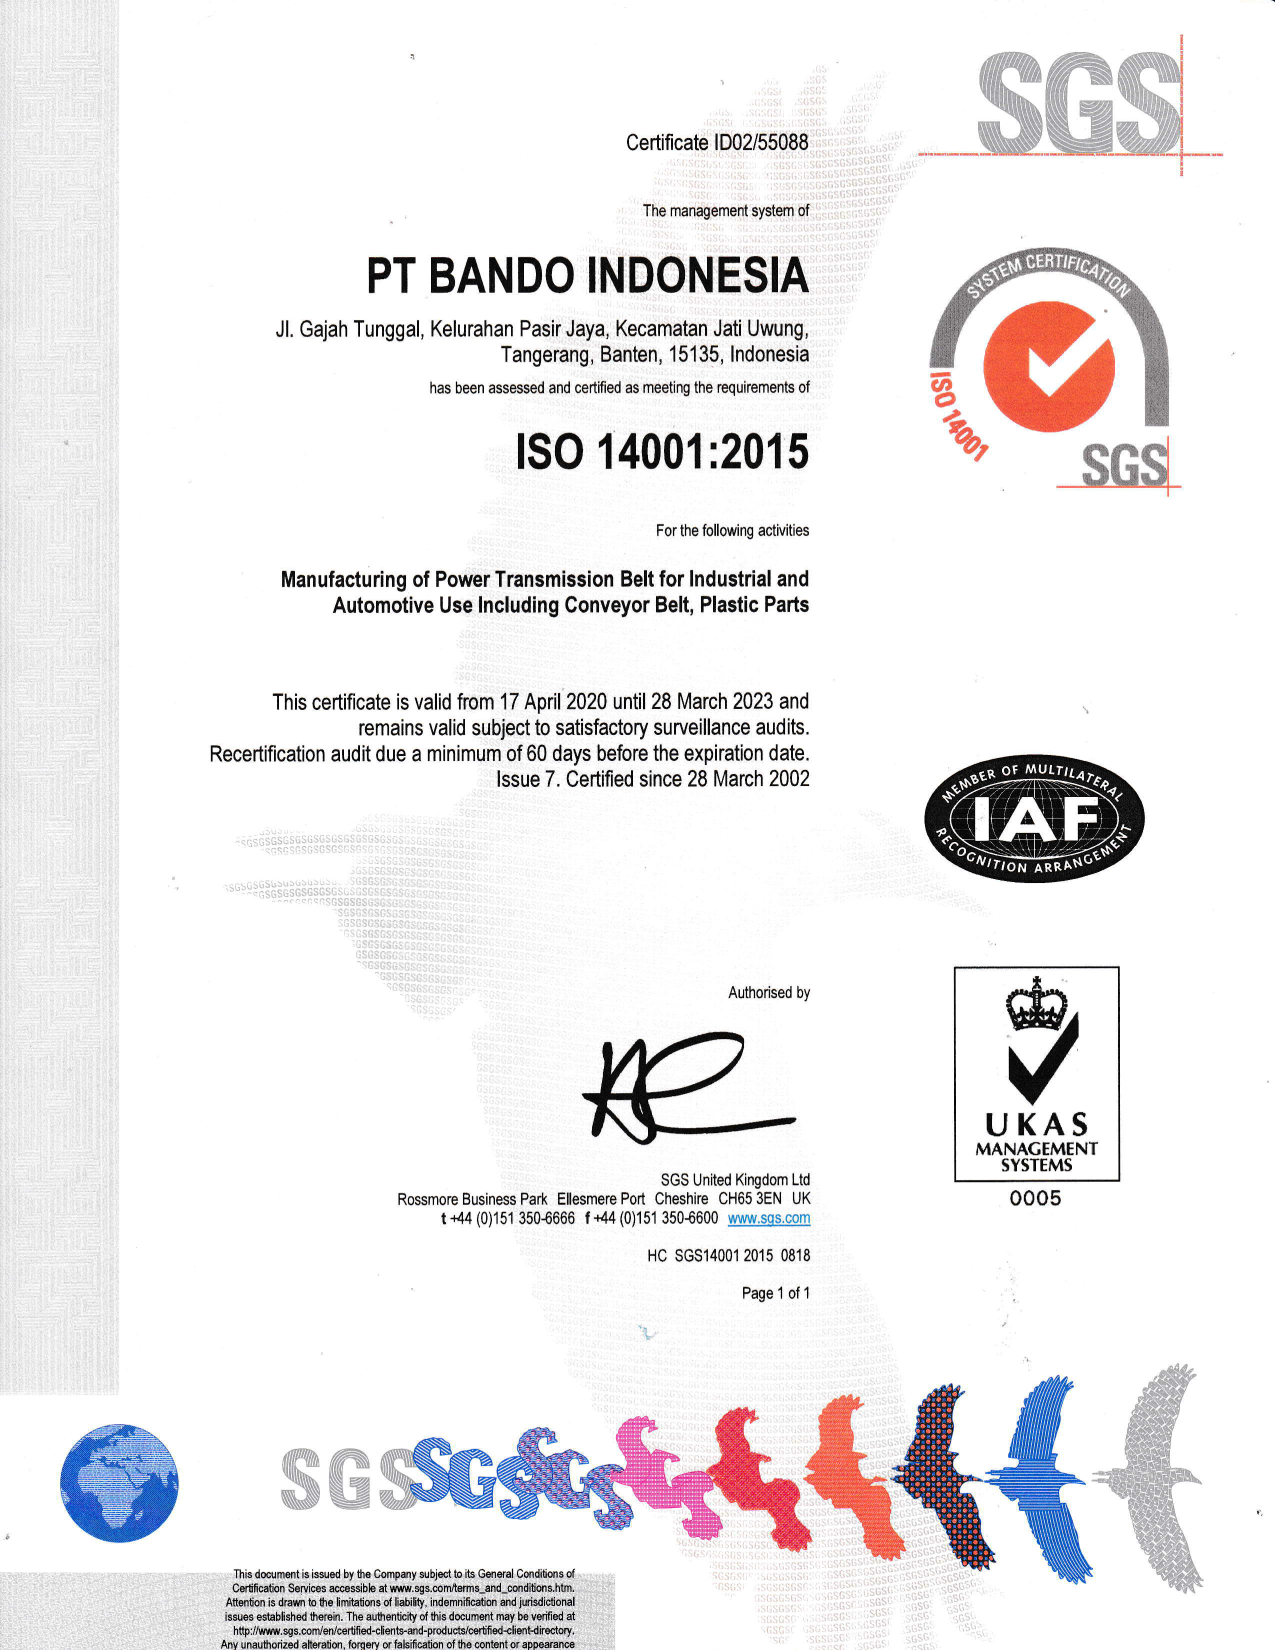 SGS
Certificate ID02/55088
The management system of
PT BANDO INDONESIA
Jl. Gajah Tunggal, Kelurahan Pasir Jaya, Kecamatan Jati Uwung,
Tangerang, Banten, 15135, Indonesia
has been assessed and certified as meeting the requirements of
ISO 14001:2015
SYSTEM CERTIFICATION
ISO 14001
SGS
For the following activities
Manufacturing of Power Transmission Belt for Industrial and
Automotive Use Including Conveyor Belt, Plastic Parts
This certificate is valid from 17 April 2020 until 28 March 2023 and
remains valid subject to satisfactory surveillance audits.
Recertification audit due a minimum of 60 days before the expiration date.
Issue 7. Certified since 28 March 2002
MEMBER OF MULTILATERAL
IAF
RECOGNITION ARRANGEMENT
Authorised by
UKAS
MANAGEMENT
SYSTEMS
0005
SGS United Kingdom Ltd
Rossmore Business Park Ellesmere Port Cheshire CH65 3EN UK
t +44 (0)151 350-6666 f +44 (0)151 350-6600 www.sgs.com
HC SGS14001 2015 0818
Page 1 of 1
SGSSGSSGS
This document is issued by the Company subject to its General Conditions of
Certification Services accessible at www.sgs.com/terms_and_conditions.htm.
Attention is drawn to the limitations of liability, indemnification and jurisdictional
issues established therein. The authenticity of this document may be verified at
http://www.sgs.com/en/certified-clients-and-products/certified-client-directory.
Any unauthorized alteration, forgery or falsification of the content or appearance